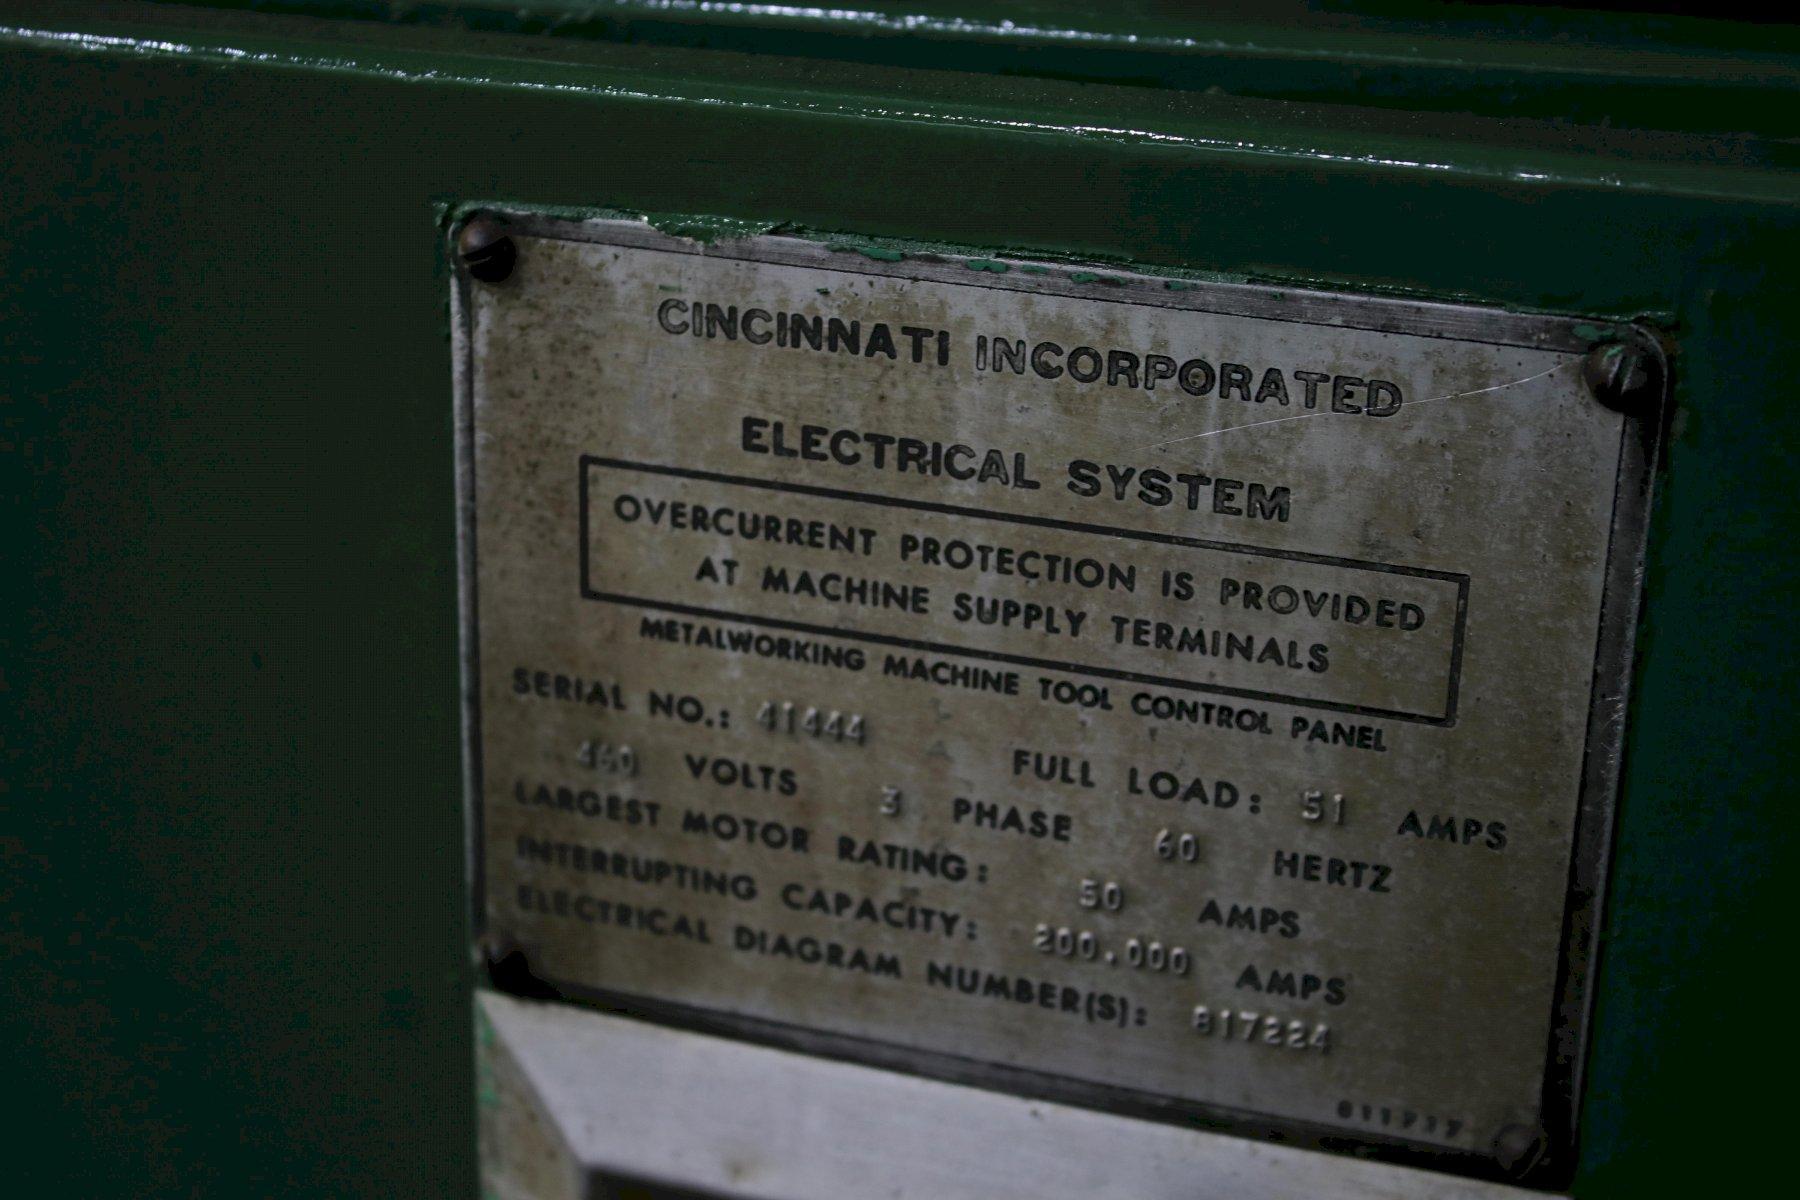 CINCINNATI INCORPORATED
ELECTRICAL SYSTEM
OVERCURRENT PROTECTION IS PROVIDED
AT MACHINE SUPPLY TERMINALS
METALWORKING MACHINE TOOL CONTROL PANEL
SERIAL NO.: 41444 FULL LOAD: 51 AMPS
460 VOLTS 3 PHASE 60 HERTZ
LARGEST MOTOR RATING: 50 AMPS
INTERRUPTING CAPACITY: 200,000 AMPS
ELECTRICAL DIAGRAM NUMBER(S): 817224